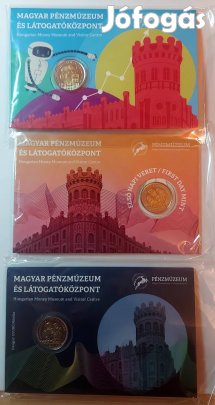 Jófogás
MAGYAR PÉNZMÚZEUM
ÉS LÁTOGATÓKÖZPONT
Hungarian Money Museum and Visitor Centre
MAGYAR PÉNZMÚZEUM
ÉS LÁTOGATÓKÖZPONT
Hungarian Money Museum and Visitor Centre
PÉNZMÚZEUM
ELSŐ NAPI VERET / FIRST DAY MINT
MAGYAR PÉNZMÚZEUM
ÉS LÁTOGATÓKÖZPONT
Hungarian Money Museum and Visitor Centre
PÉNZMÚZEUM